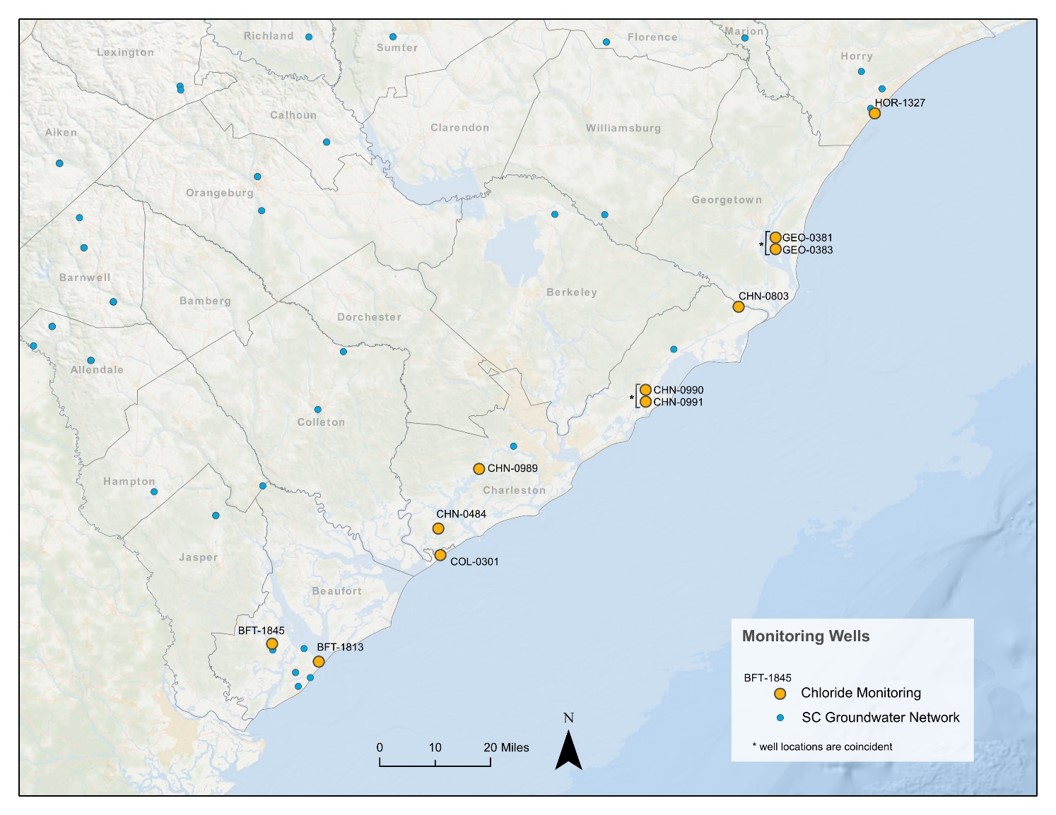 Richland
Marion
Florence
Sumter
Lexington
Horry
HOR-1327
Calhoun
Clarendon
Williamsburg
Aiken
Orangeburg
Georgetown
GEO-0381
* GEO-0383
Barnwell
Berkeley
CHN-0803
Bamberg
Dorchester
Allendale
CHN-0990
* CHN-0991
Colleton
CHN-0989
Hampton
Charleston
CHN-0484
Jasper
COL-0301
Beaufort
BFT-1845
BFT-1813
Monitoring Wells
BFT-1845
Chloride Monitoring
SC Groundwater Network
* well locations are coincident
N
0 10 20 Miles